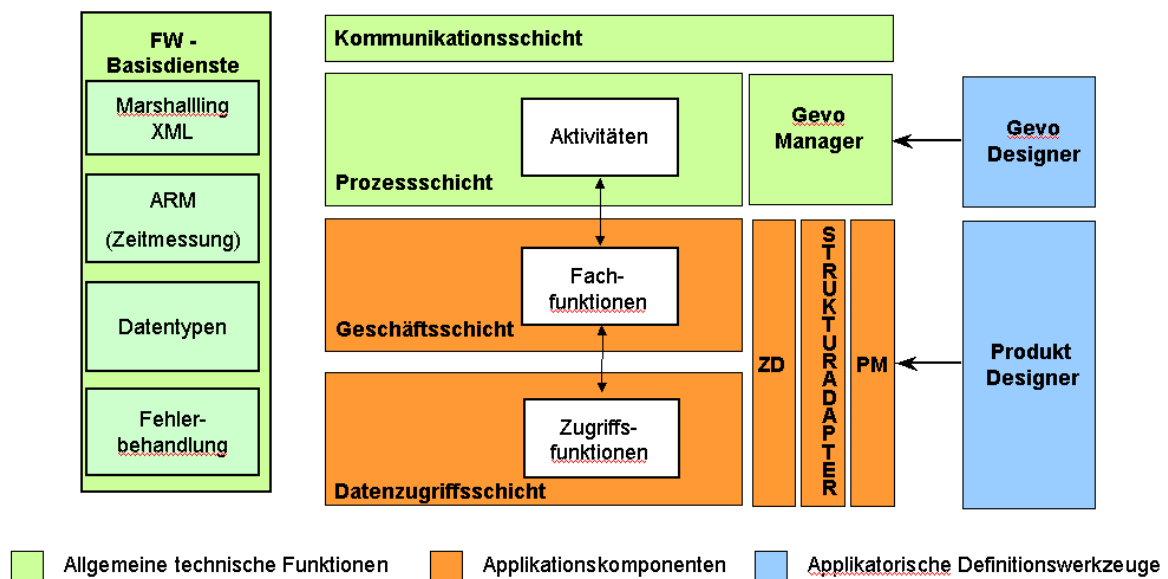 FW -
Basisdienste
Marshallling
XML
ARM
(Zeitmessung)
Datentypen
Fehler-
behandlung
Kommunikationsschicht
Aktivitäten
Prozessschicht
Gevo
Manager
Gevo
Designer
Fach-
funktionen
Geschäftsschicht
Zugriffs-
funktionen
Datenzugriffsschicht
ZD
STRUKTURADAPTER
PM
Produkt
Designer
Allgemeine technische Funktionen
Applikationskomponenten
Applikatorische Definitionswerkzeuge